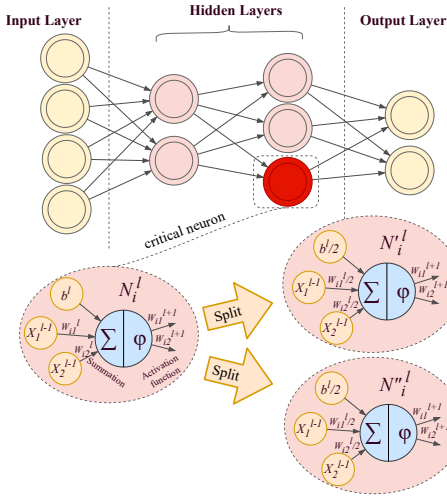 Input Layer
Hidden Layers
Output Layer
critical neuron
N_i^l
b^l
X_1^{l-1}
W_{i1}^l
W_{i2}^l
X_2^{l-1}
Σ
φ
W_{i1}^{l+1}
W_{i2}^{l+1}
Summation
Activation
function
Split
Split
N'_i^l
b^l/2
X_1^{l-1}
W_{i1}^l/2
W_{i2}^l/2
X_2^{l-1}
Σ
φ
W_{i1}^{l+1}
W_{i2}^{l+1}
N''_i^l
b^l/2
X_1^{l-1}
W_{i1}^l/2
W_{i2}^l/2
X_2^{l-1}
Σ
φ
W_{i1}^{l+1}
W_{i2}^{l+1}